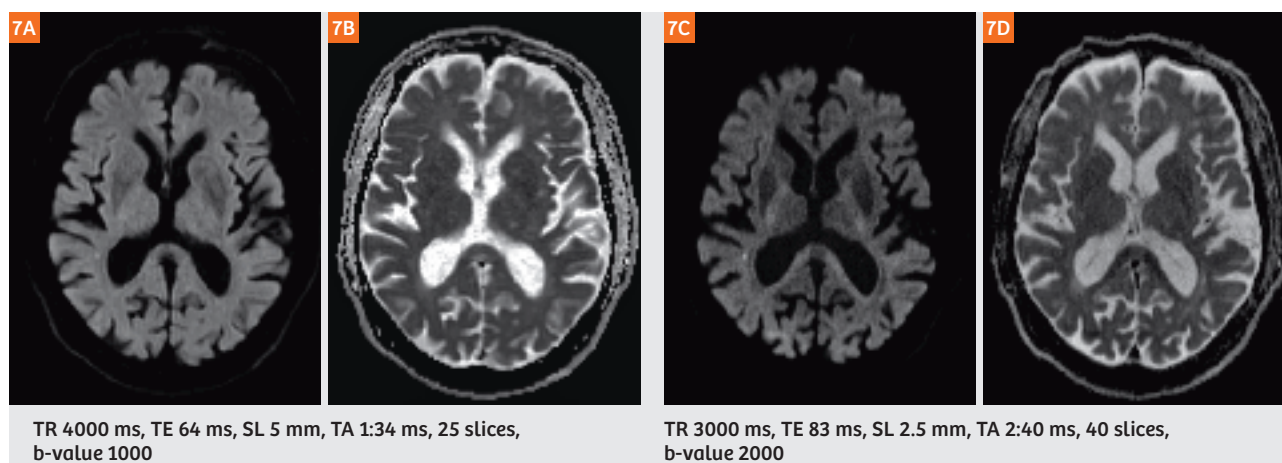 7A
7B
7C
7D
TR 4000 ms, TE 64 ms, SL 5 mm, TA 1:34 ms, 25 slices,
b-value 1000
TR 3000 ms, TE 83 ms, SL 2.5 mm, TA 2:40 ms, 40 slices,
b-value 2000